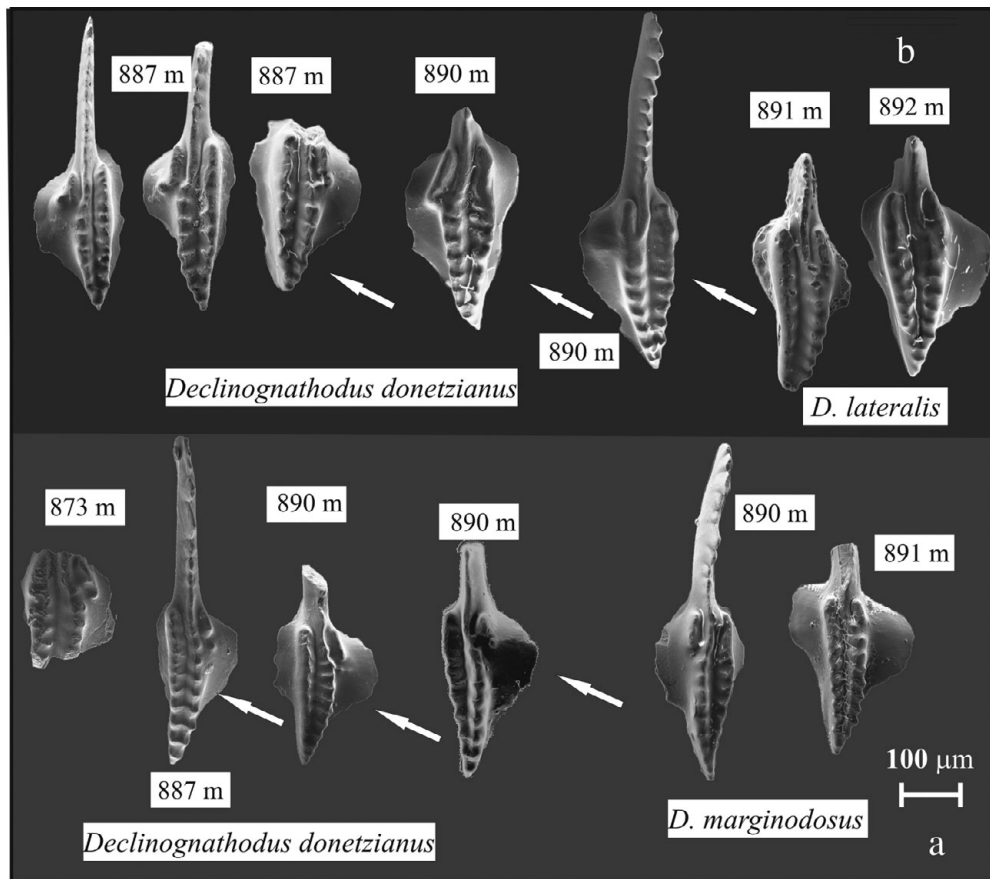 b
887 m
887 m
890 m
891 m
892 m
890 m
Declinognathodus donetzianus
D. lateralis
873 m
890 m
890 m
890 m
891 m
887 m
100 µm
Declinognathodus donetzianus
D. marginodosus
a